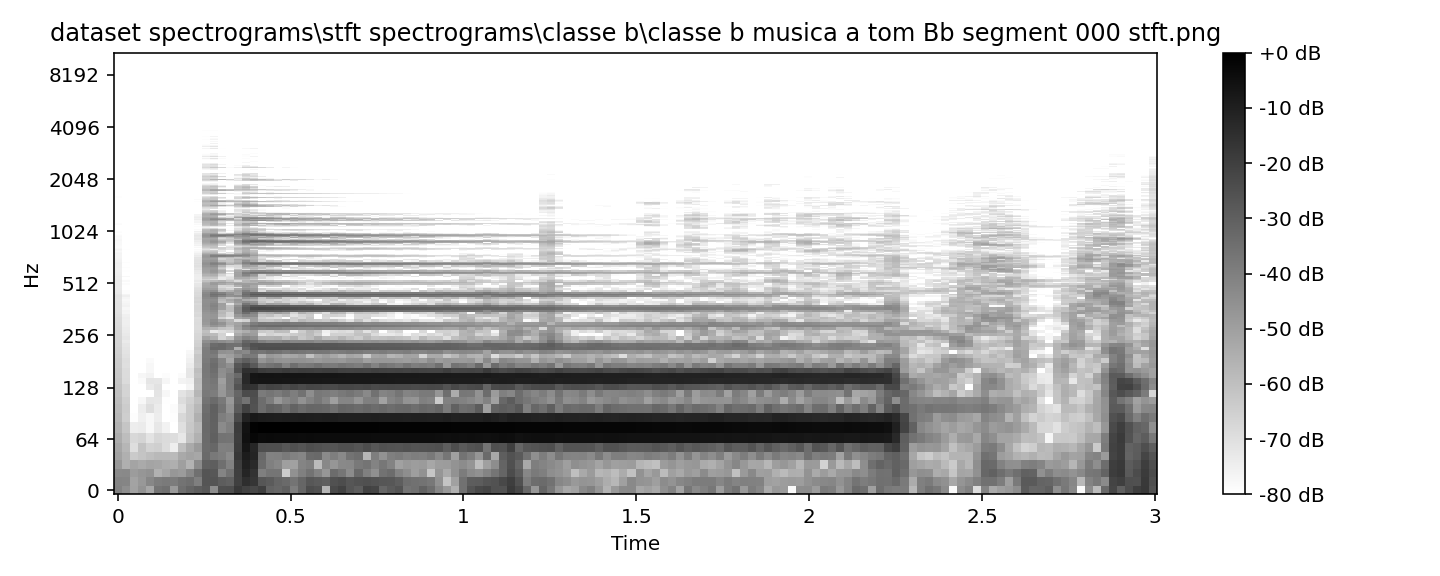 dataset spectrograms\stft spectrograms\classe b\classe b musica a tom Bb segment 000 stft.png
8192
4096
2048
1024
512
256
128
64
0
Hz
0
0.5
1
1.5
2
2.5
3
Time
+0 dB
-10 dB
-20 dB
-30 dB
-40 dB
-50 dB
-60 dB
-70 dB
-80 dB